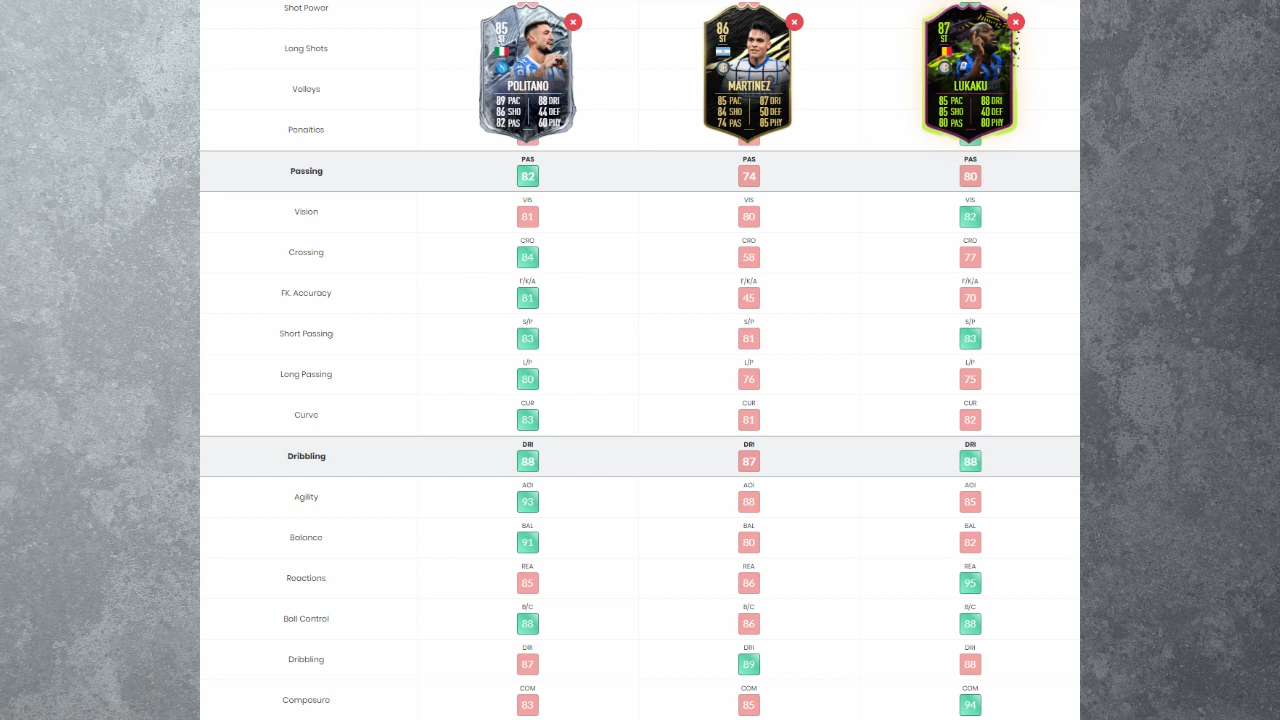 Shot Power
Long Shots
Volleys
Penalties
85
ST
POLITANO
89 PAC 88 DRI
86 SHO 44 DEF
82 PAS 60 PHY
86
ST
MARTINEZ
85 PAC 87 DRI
84 SHO 50 DEF
74 PAS 85 PHY
87
ST
LUKAKU
85 PAC 88 DRI
85 SHO 40 DEF
80 PAS 80 PHY
PAS PAS PAS
Passing 82 74 80
VIS VIS VIS
Vision 81 80 82
CRO CRO CRO
Crossing 84 58 77
F/K/A F/K/A F/K/A
FK. Accuracy 81 45 70
S/P S/P S/P
Short Passing 83 81 83
L/P L/P L/P
Long Passing 80 76 75
CUR CUR CUR
Curve 83 81 82
DRI DRI DRI
Dribbling 88 87 88
AGI AGI AGI
Agility 93 88 85
BAL BAL BAL
Balance 91 80 82
REA REA REA
Reactions 85 86 95
B/C B/C B/C
Ball Control 88 86 88
DRI DRI DRI
Dribbling 87 89 88
COM COM COM
Composure 83 85 94